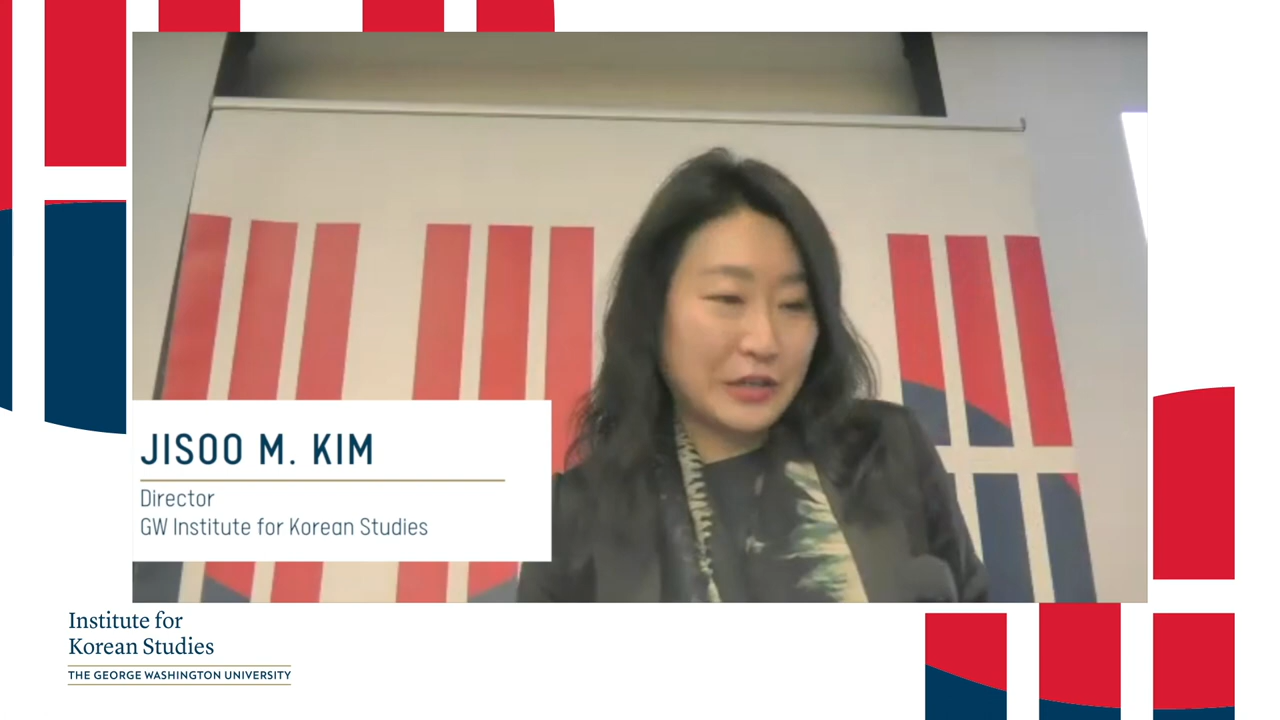 JISOO M. KIM
Director
GW Institute for Korean Studies
Institute for
Korean Studies
THE GEORGE WASHINGTON UNIVERSITY